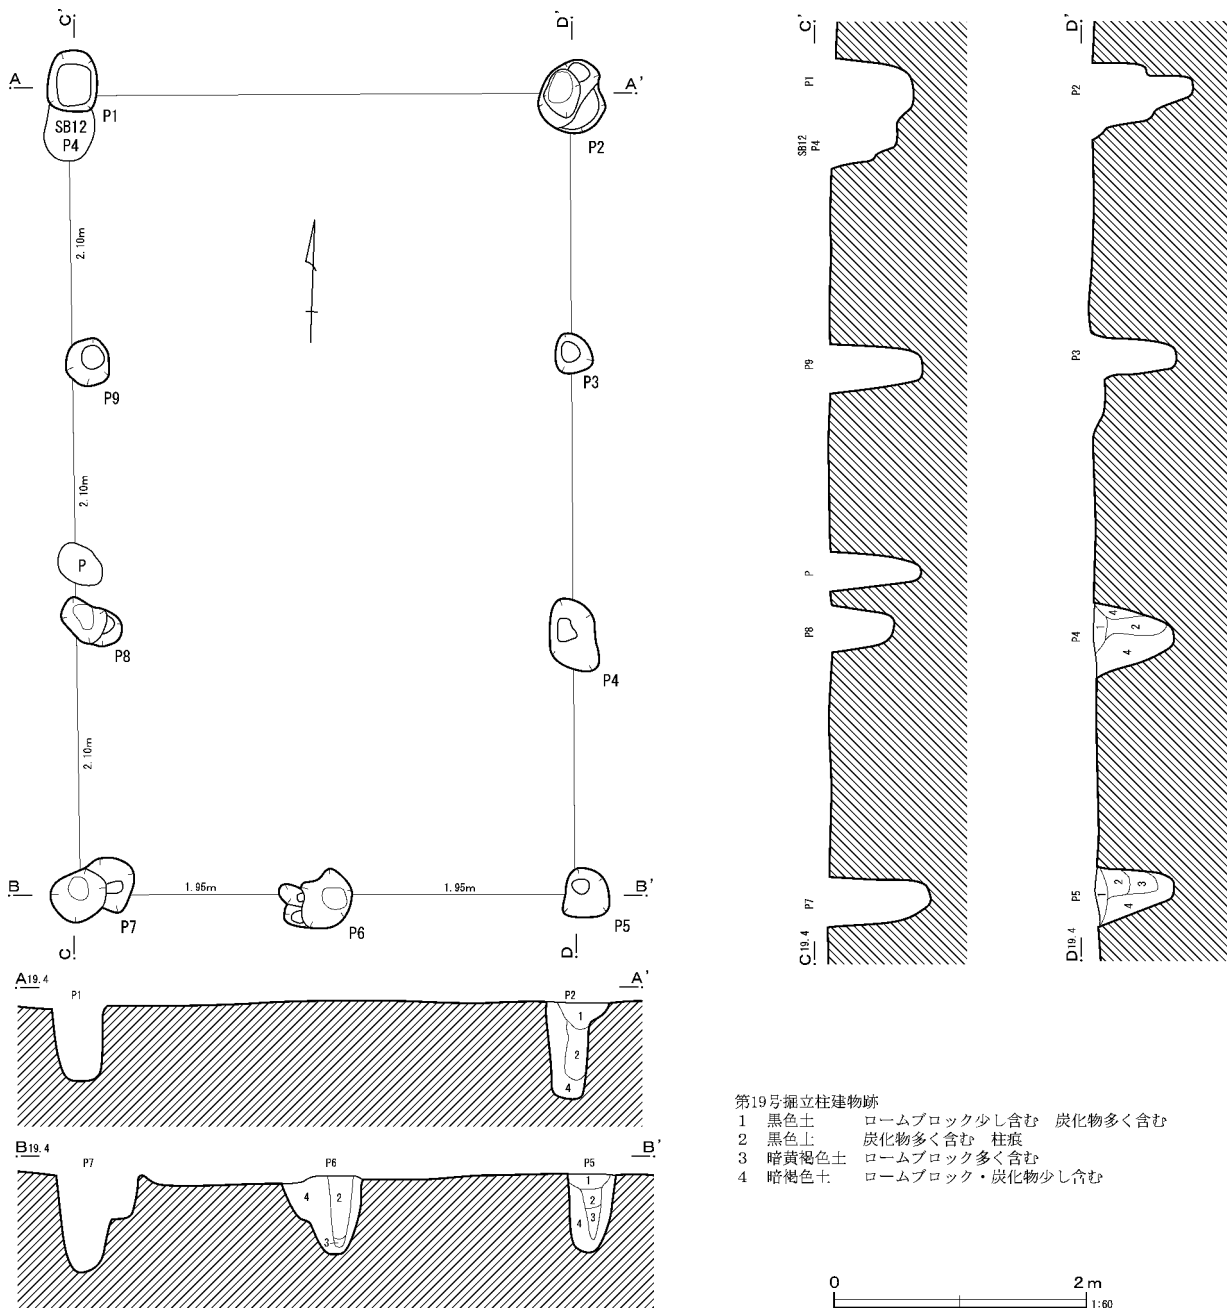 C'
D'
A
A'
P1
SB12
P4
P2
2.10m
P9
P3
2.10m
P
P8
P4
2.10m
B
1.95m
1.95m
B'
P7
P6
P5
C
D
A19.4
A'
P1
P2
1
2
4
B19.4
B'
P7
P6
P5
4
2
3
1
2
3
4
C'
D'
P1
SB12
P4
P2
P9
P3
P
P8
P4
4
1
2
4
P7
P5
1
2
3
4
C19.4
D19.4
第19号掘立柱建物跡
1 黒色土 ロームブロック少し含む 炭化物多く含む
2 黒色土 炭化物多く含む 柱痕
3 暗黄褐色土 ロームブロック多く含む
4 暗褐色土 ロームブロック・炭化物少し含む
0 2m
1:60